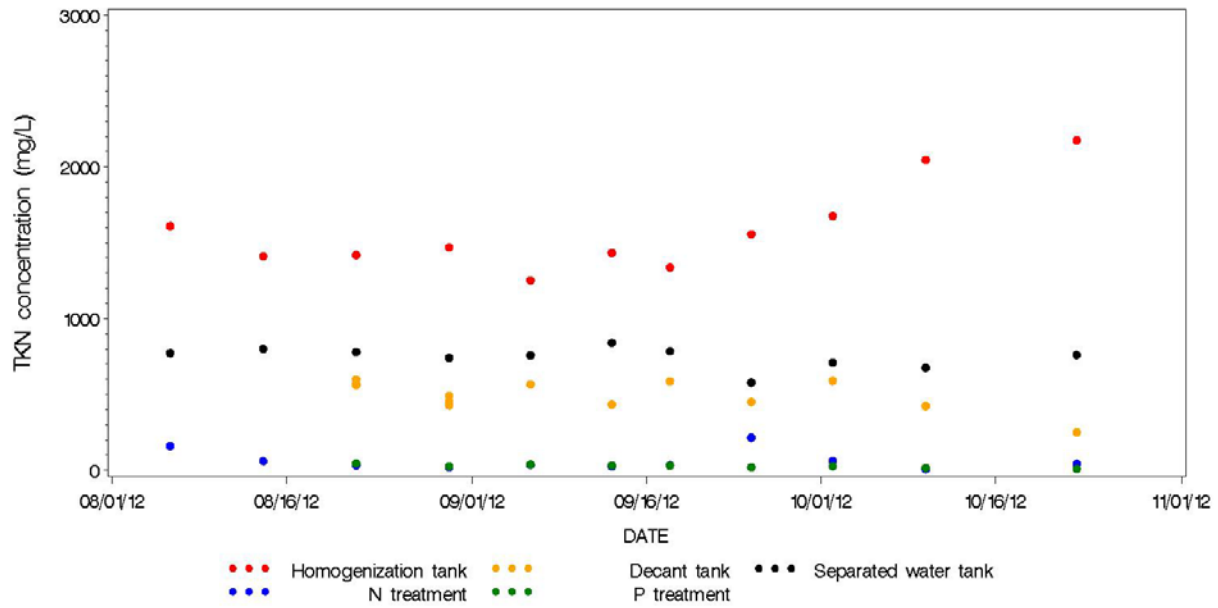 3000
2000
1000
0
TKN concentration (mg/L)
08/01/12 08/16/12 09/01/12 09/16/12 10/01/12 10/16/12 11/01/12
DATE
Homogenization tank Decant tank Separated water tank
N treatment P treatment